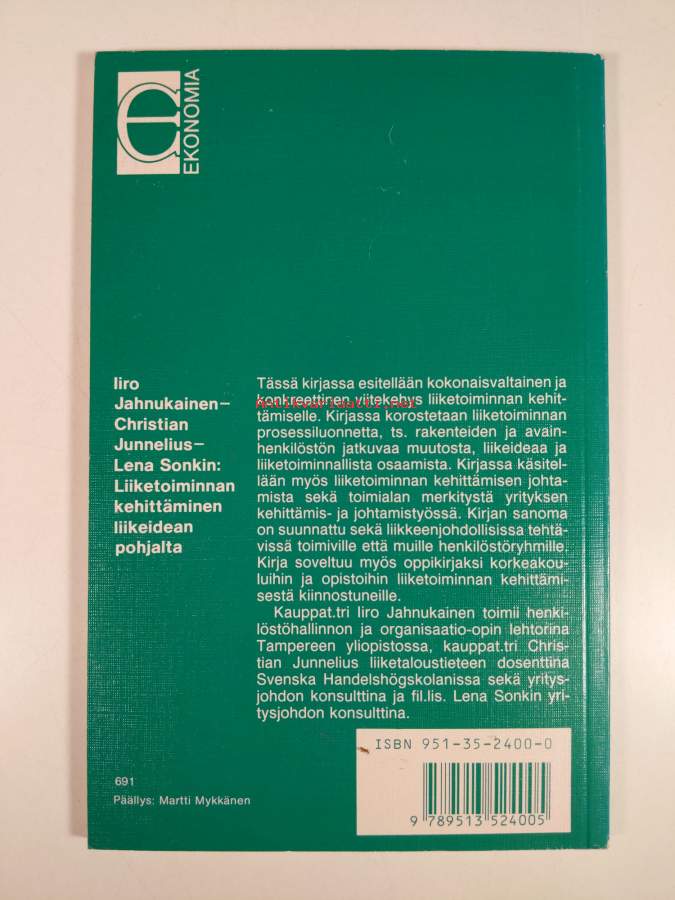 EKONOMIA
Iiro
Jahnukainen–
Christian
Junnelius–
Lena Sonkin:
Liiketoiminnan
kehittäminen
liikeidean
pohjalta
Tässä kirjassa esitellään kokonaisvaltainen ja
konkreettinen viitekehys liiketoiminnan kehit-
tämiselle. Kirjassa korostetaan liiketoiminnan
prosessiluonnetta, ts. rakenteiden ja avain-
henkilöstön jatkuvaa muutosta, liikeideaa ja
liiketoiminnallista osaamista. Kirjassa käsitel-
lään myös liiketoiminnan kehittämisen johta-
mista sekä toimialan merkitystä yrityksen
kehittämis- ja johtamistyössä. Kirjan sanoma
on suunnattu sekä liikkeenjohdollisissa tehtä-
vissä toimiville että muille henkilöstöryhmille.
Kirja soveltuu myös oppikirjaksi korkeakou-
luihin ja opistoihin liiketoiminnan kehittämi-
sestä kiinnostuneille.
Kauppat.tri Iiro Jahnukainen toimii henki-
löstöhallinnon ja organisaatio-opin lehtorina
Tampereen yliopistossa, kauppat.tri Chris-
tian Junnelius liiketaloustieteen dosenttina
Svenska Handelshögskolanissa sekä yritys-
johdon konsulttina ja fil.lis. Lena Sonkin yri-
tysjohdon konsulttina.
Antikvariaatti.net
ISBN 951-35-2400-0
9 789513 524005
691
Päällys: Martti Mykkänen